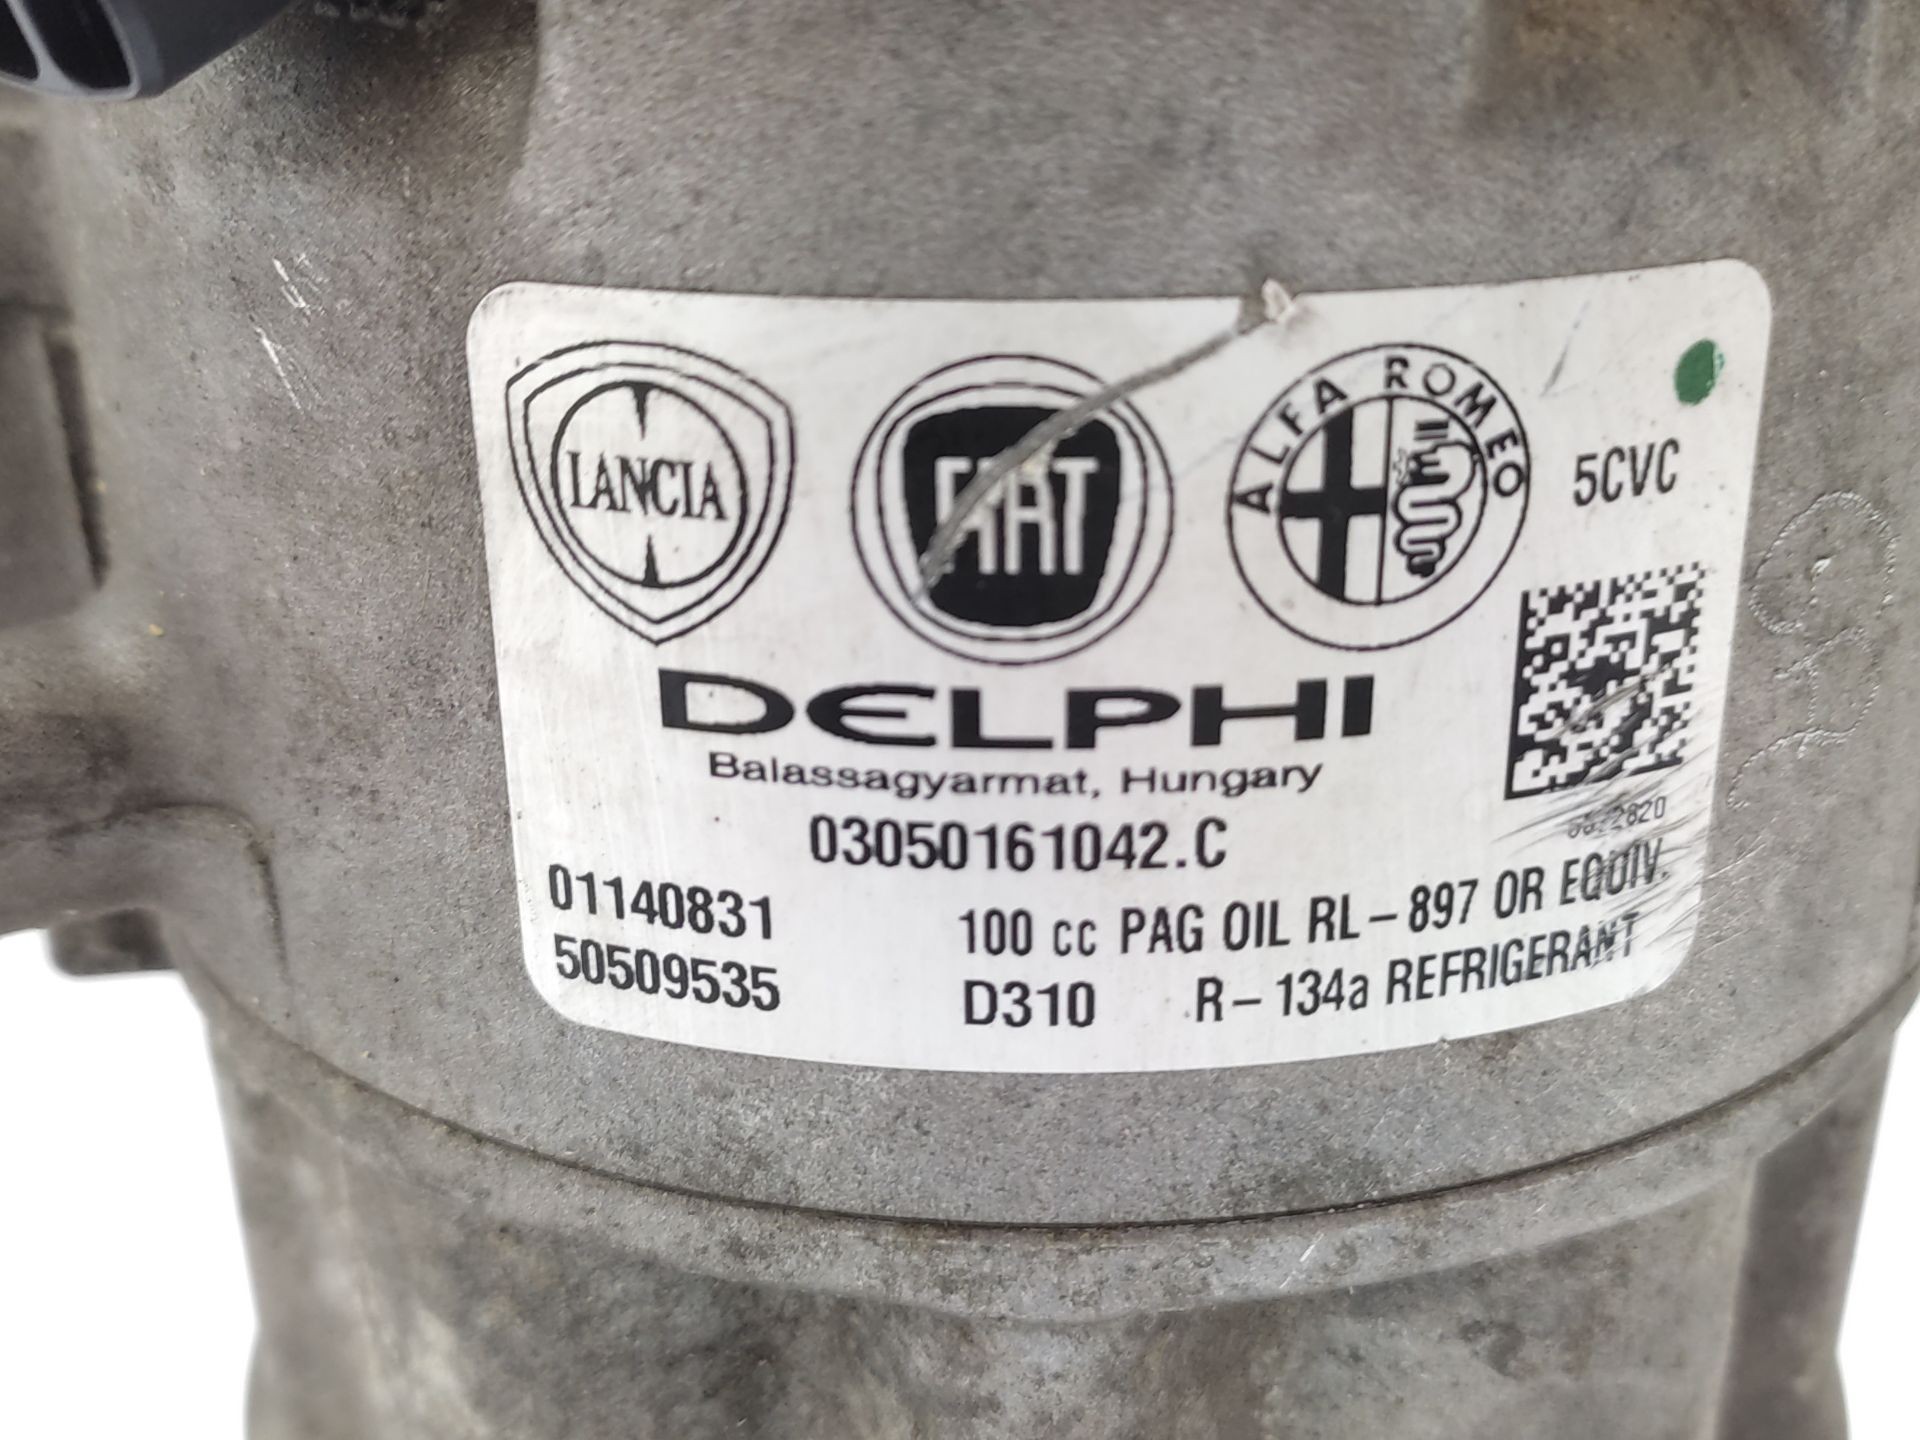 LANCIA
FIAT
ALFA ROMEO
5CVC
DELPHI
Balassagyarmat, Hungary
03050161042.C
01140831
50509535
100 cc PAG OIL RL-897 OR EQUIV.
D310 R-134a REFRIGERANT